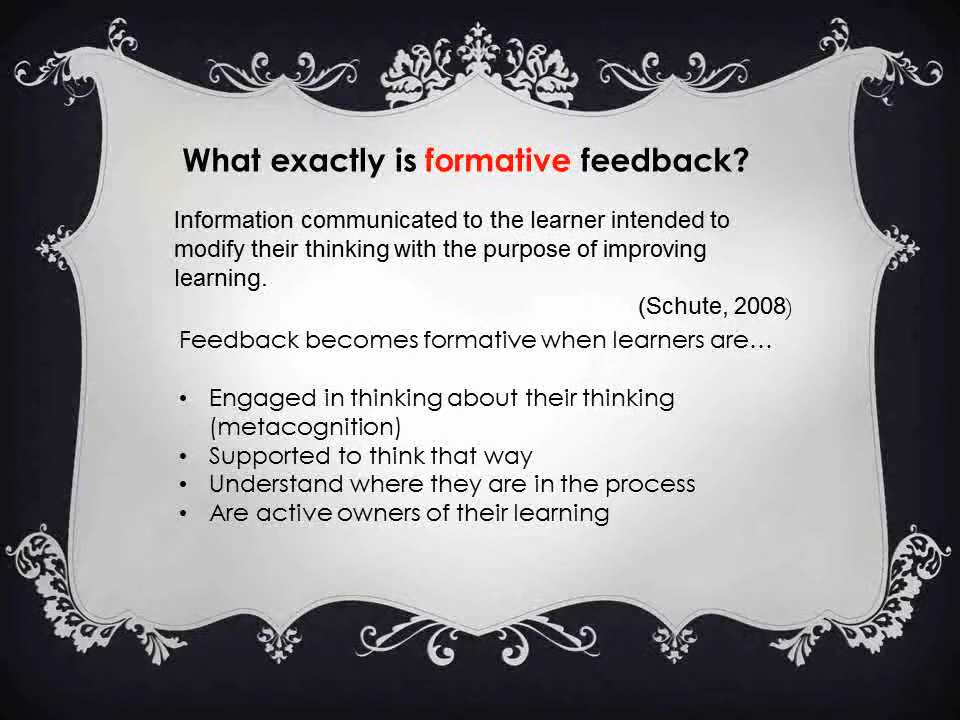 What exactly is formative feedback?
Information communicated to the learner intended to
modify their thinking with the purpose of improving
learning.
(Schute, 2008)
Feedback becomes formative when learners are…
• Engaged in thinking about their thinking
(metacognition)
• Supported to think that way
• Understand where they are in the process
• Are active owners of their learning